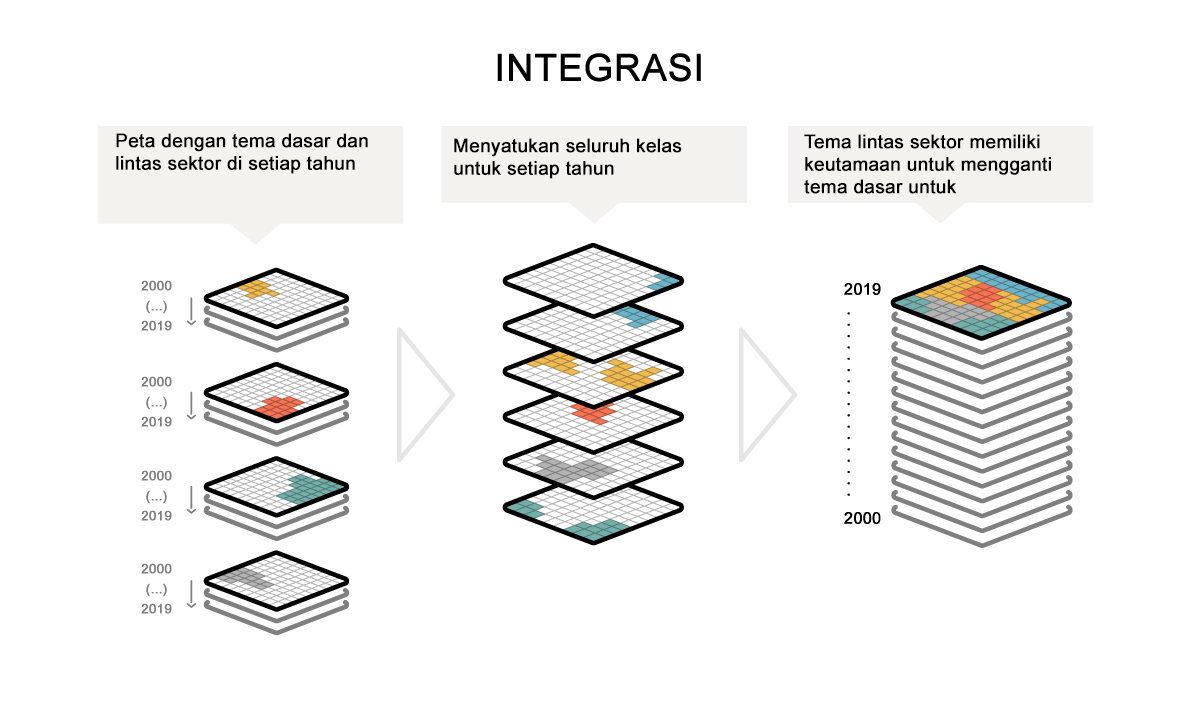 INTEGRASI
Peta dengan tema dasar dan
lintas sektor di setiap tahun
Menyatukan seluruh kelas
untuk setiap tahun
Tema lintas sektor memiliki
keutamaan untuk mengganti
tema dasar untuk
2000
(...)
2019
2000
(...)
2019
2000
(...)
2019
2000
(...)
2019
2019
2000